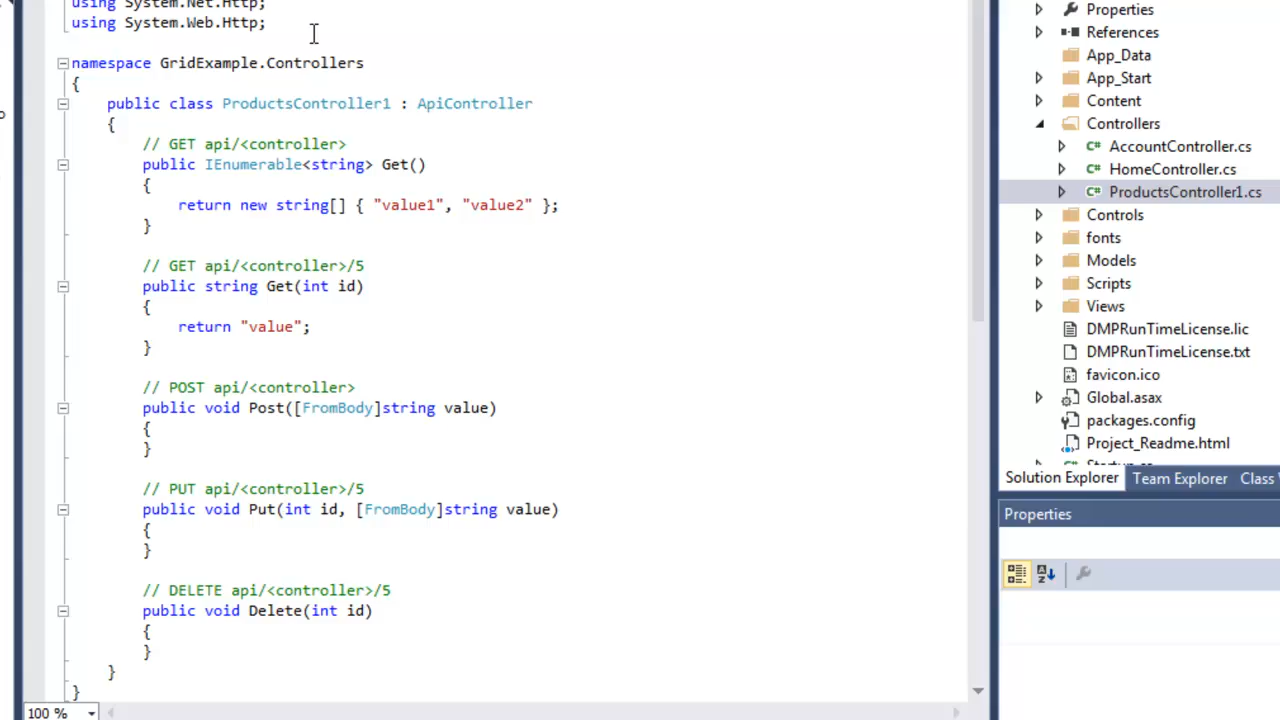 using System.Net.Http;
using System.Web.Http;
namespace GridExample.Controllers
{
public class ProductsController1 : ApiController
{
// GET api/<controller>
public IEnumerable<string> Get()
{
return new string[] { "value1", "value2" };
}
// GET api/<controller>/5
public string Get(int id)
{
return "value";
}
// POST api/<controller>
public void Post([FromBody]string value)
{
}
// PUT api/<controller>/5
public void Put(int id, [FromBody]string value)
{
}
// DELETE api/<controller>/5
public void Delete(int id)
{
}
}
}
100 %
Properties
References
App_Data
App_Start
Content
Controllers
C# AccountController.cs
C# HomeController.cs
C# ProductsController1.cs
Controls
fonts
Models
Scripts
Views
DMPRunTimeLicense.lic
DMPRunTimeLicense.txt
favicon.ico
Global.asax
packages.config
Project_Readme.html
Solution Explorer Team Explorer Class
Properties